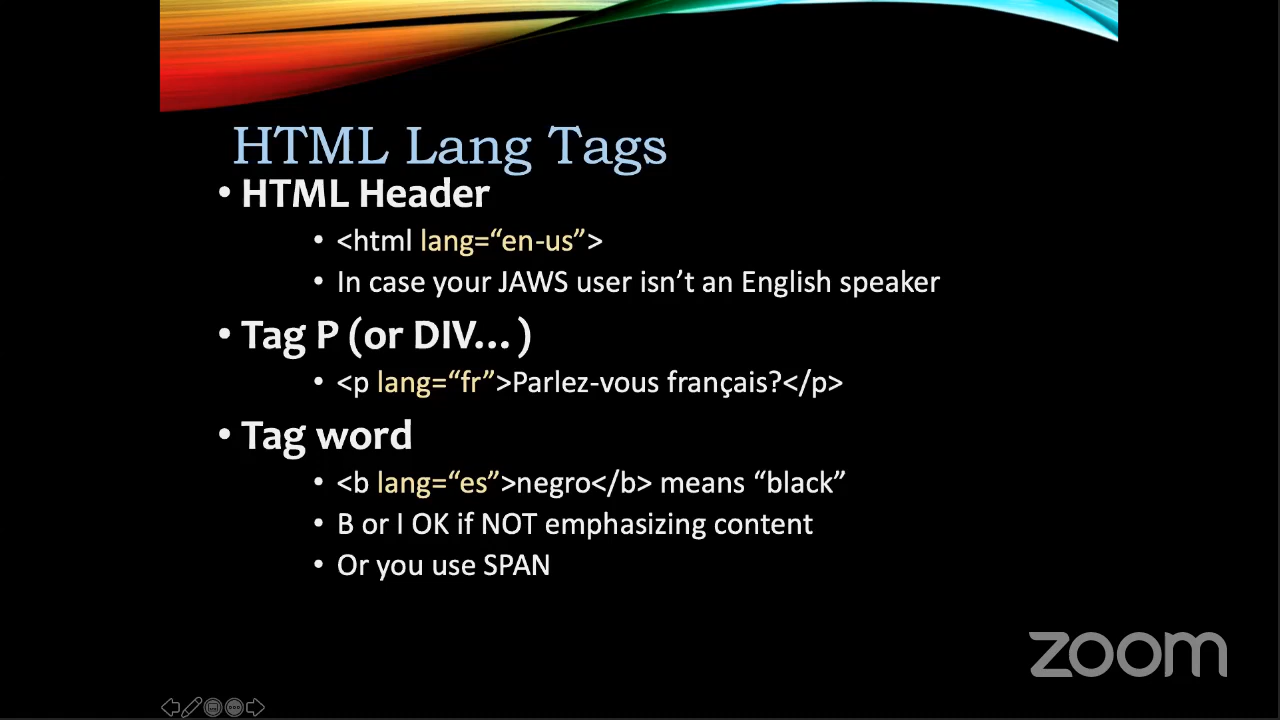 HTML Lang Tags
• HTML Header
• <html lang=“en-us”>
• In case your JAWS user isn’t an English speaker
• Tag P (or DIV… )
• <p lang=“fr”>Parlez-vous français?</p>
• Tag word
• <b lang=“es”>negro</b> means “black”
• B or I OK if NOT emphasizing content
• Or you use SPAN
zoom